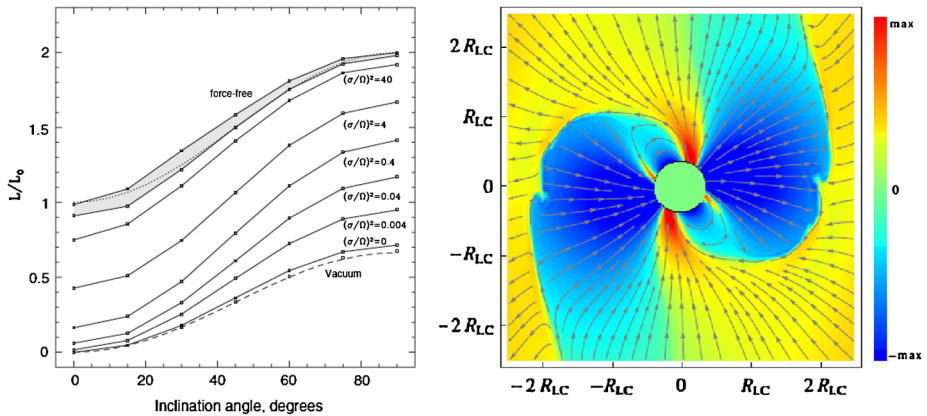 2
1.5
1
0.5
0
L/L₀
force-free
(σ/Ω)²=40
(σ/Ω)²=4
(σ/Ω)²=0.4
(σ/Ω)²=0.04
(σ/Ω)²=0.004
(σ/Ω)²=0
Vacuum
0 20 40 60 80
Inclination angle, degrees
2 R_LC
R_LC
0
−R_LC
−2 R_LC
−2 R_LC −R_LC 0 R_LC 2 R_LC
max
0
−max